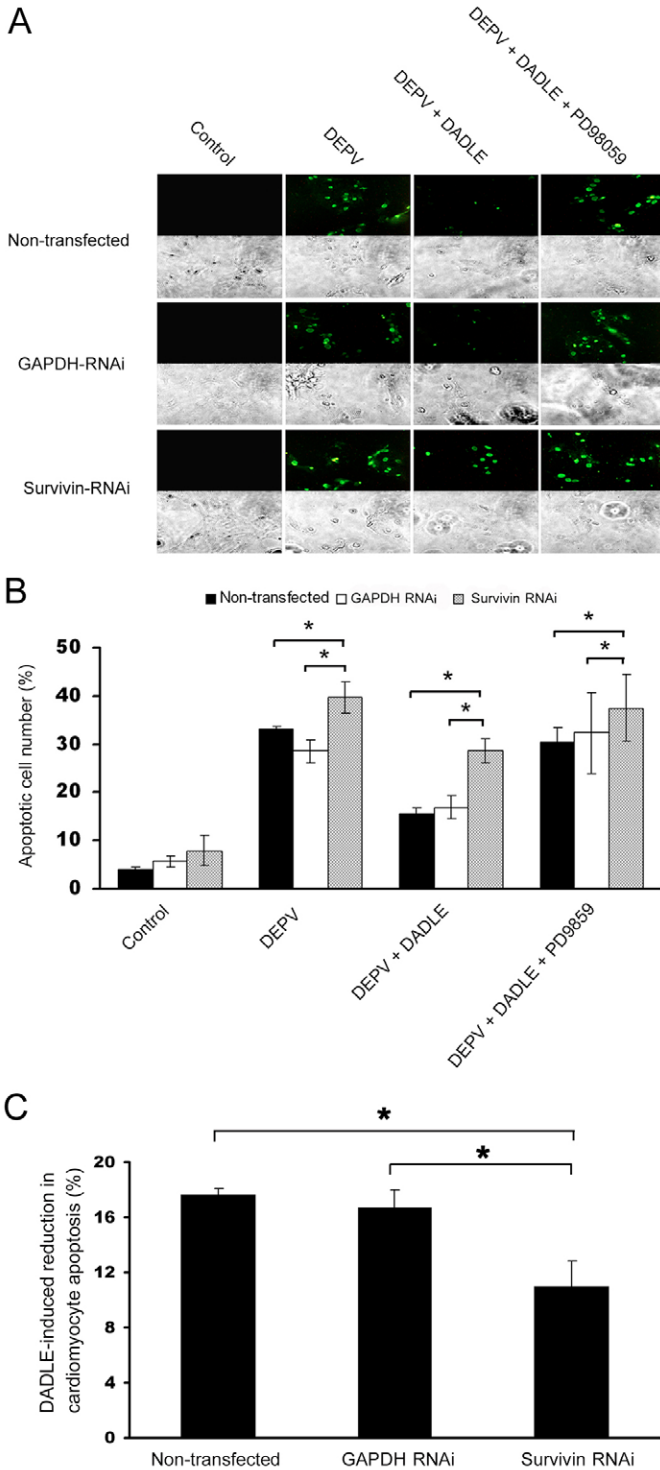 A
Control
DEPV
DEPV + DADLE
DEPV + DADLE + PD98059
Non-transfected
GAPDH-RNAi
Survivin-RNAi
B
Non-transfected GAPDH RNAi Survivin RNAi
Apoptotic cell number (%)
50
40
30
20
10
0
* * * * * *
Control
DEPV
DEPV + DADLE
DEPV + DADLE + PD9859
C
DADLE-induced reduction in
cardiomyocyte apoptosis (%)
20
16
12
8
4
0
*
*
Non-transfected GAPDH RNAi Survivin RNAi